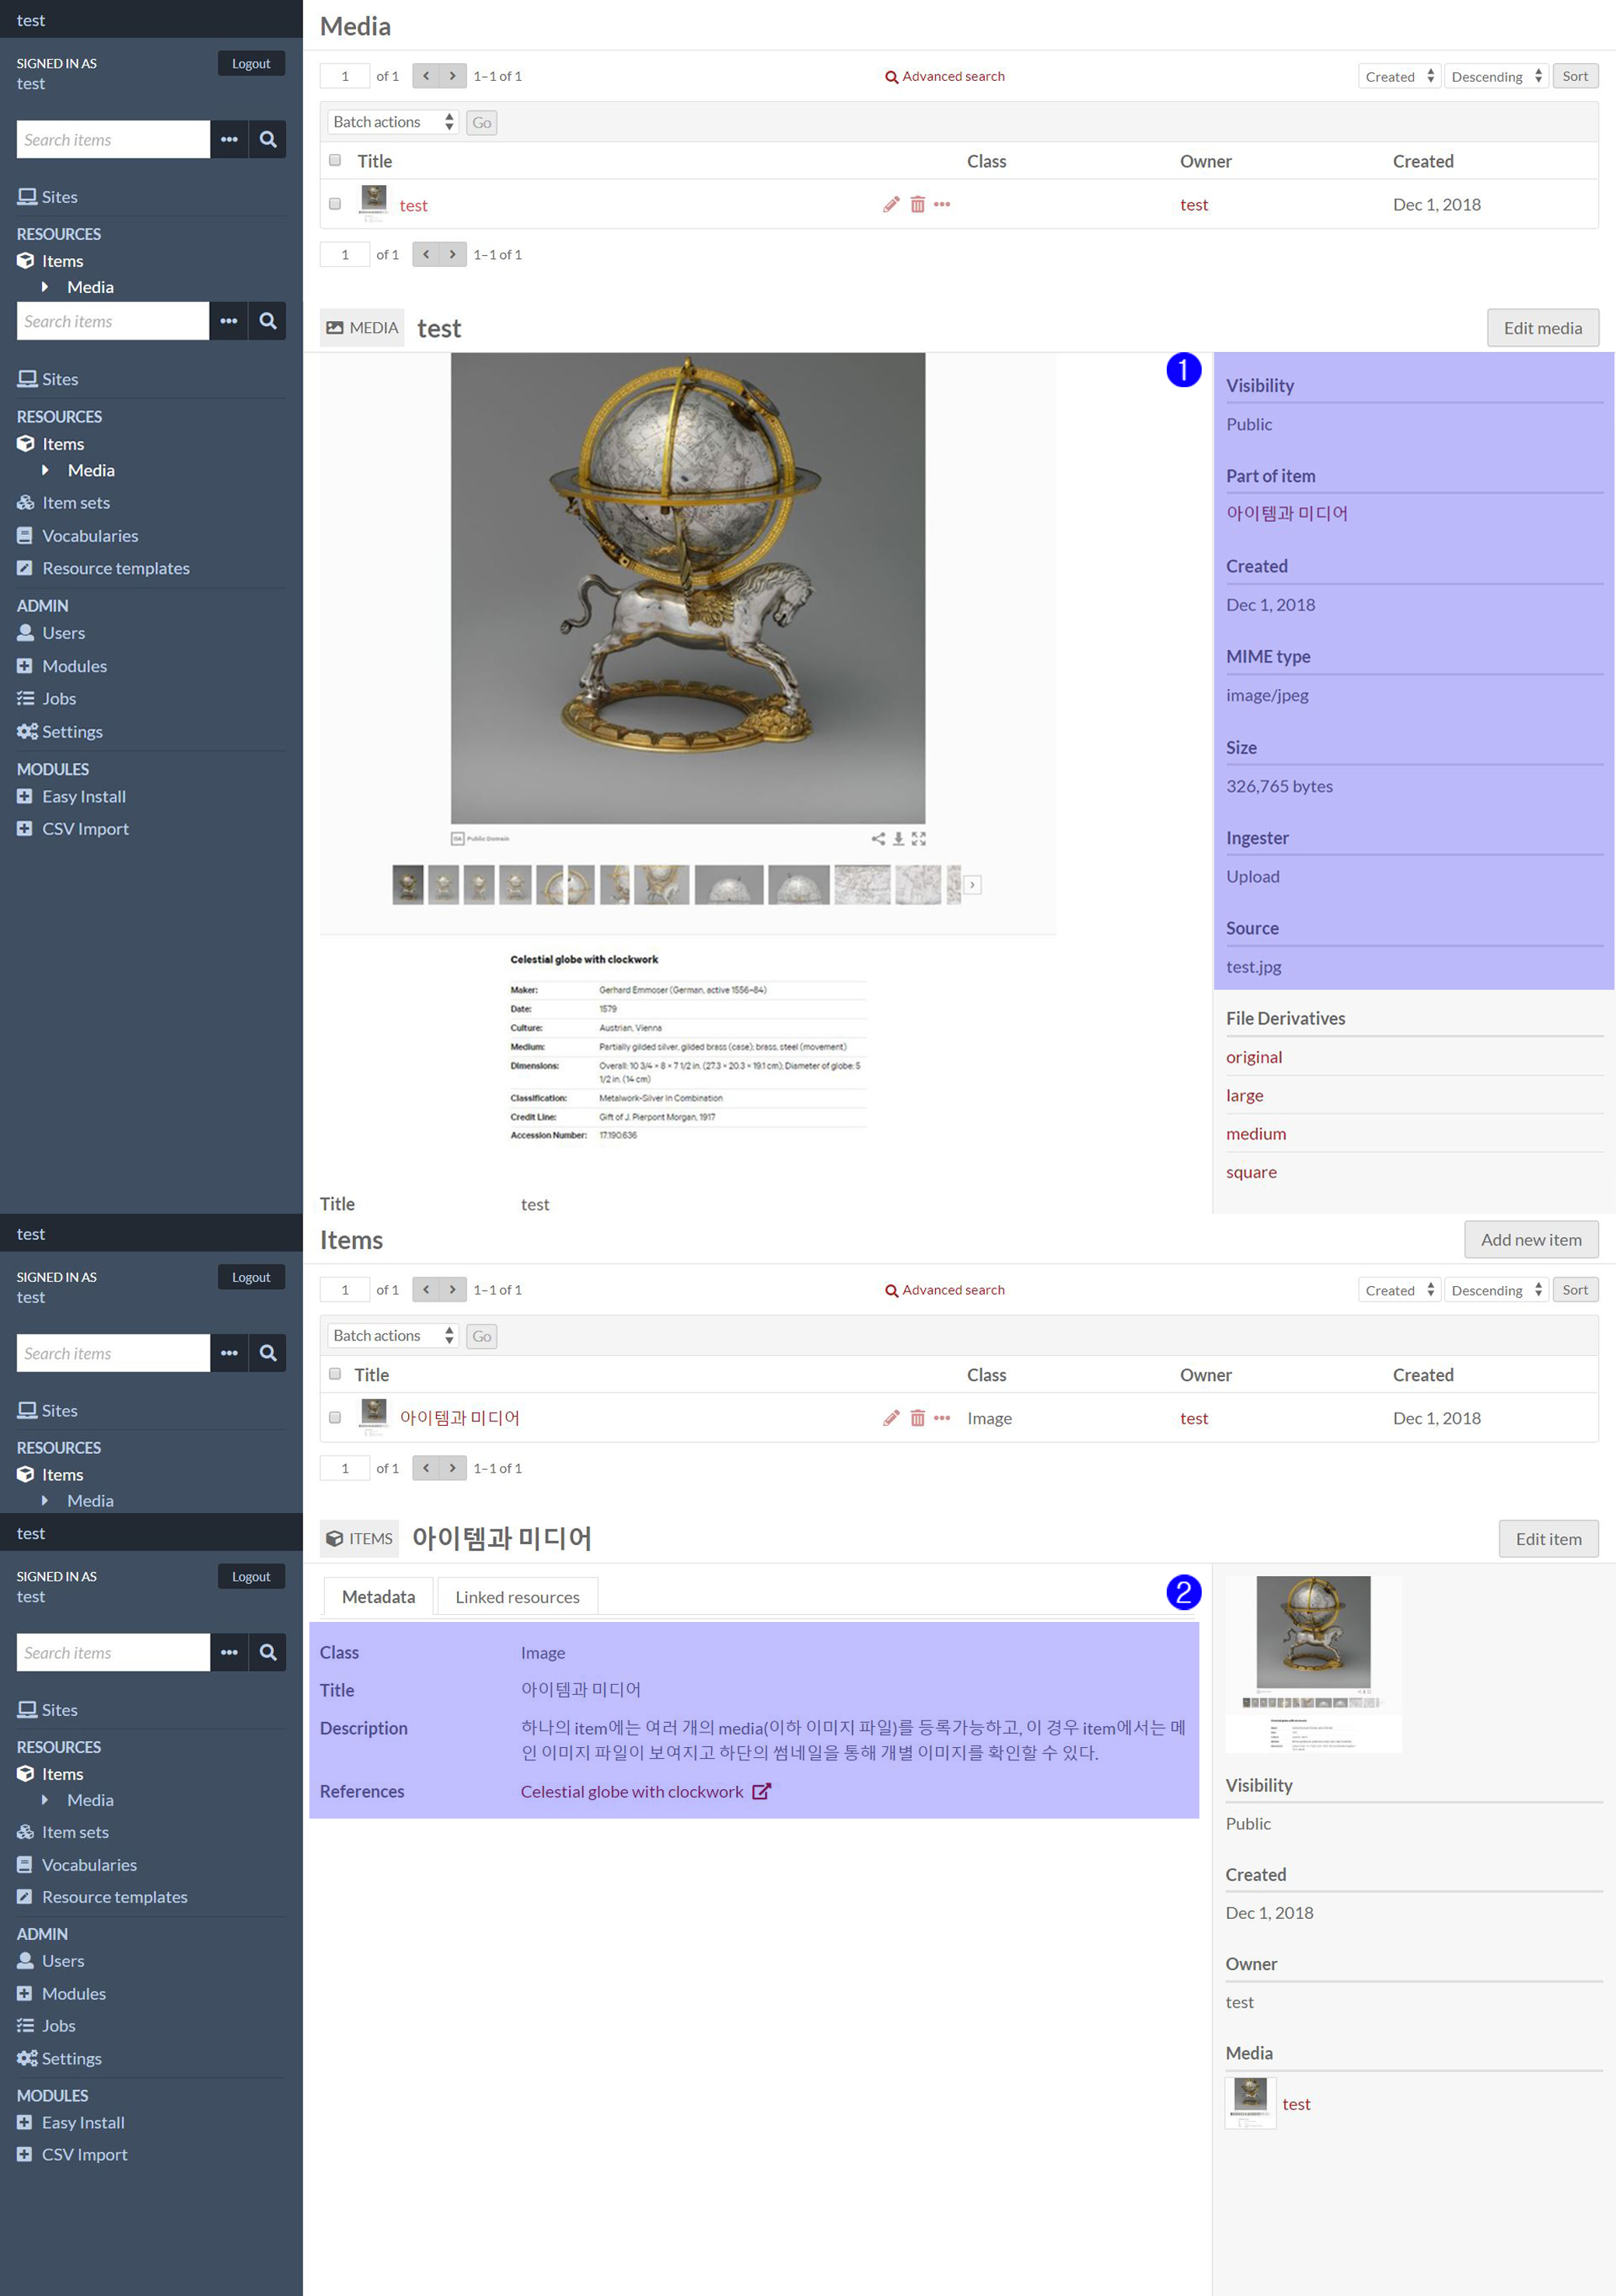 test
SIGNED IN AS
Logout
test
Search items
Sites
RESOURCES
Items
Media
Media
1 of 1 1–1 of 1
Advanced search
Created Descending Sort
Batch actions Go
Title Class Owner Created
test test Dec 1, 2018
1 of 1 1–1 of 1
Search items
Sites
RESOURCES
Items
Media
Item sets
Vocabularies
Resource templates
ADMIN
Users
Modules
Jobs
Settings
MODULES
Easy Install
CSV Import
MEDIA test
Edit media
OA Public Domain
Celestial globe with clockwork
Maker: Gerhard Emmoser (German, active 1556–84)
Date: 1579
Culture: Austrian, Vienna
Medium: Partially gilded silver, gilded brass (case); brass, steel (movement)
Dimensions: Overall: 10 3/4 × 8 × 7 1/2 in. (27.3 × 20.3 × 19.1 cm); Diameter of globe: 5
1/2 in. (14 cm)
Classification: Metalwork-Silver In Combination
Credit Line: Gift of J. Pierpont Morgan, 1917
Accession Number: 17.190.636
Title test
1
Visibility
Public
Part of item
아이템과 미디어
Created
Dec 1, 2018
MIME type
image/jpeg
Size
326,765 bytes
Ingester
Upload
Source
test.jpg
File Derivatives
original
large
medium
square
test
SIGNED IN AS
Logout
test
Search items
Sites
RESOURCES
Items
Media
Items
Add new item
1 of 1 1–1 of 1
Advanced search
Created Descending Sort
Batch actions Go
Title Class Owner Created
아이템과 미디어 Image test Dec 1, 2018
1 of 1 1–1 of 1
test
SIGNED IN AS
Logout
test
Search items
Sites
RESOURCES
Items
Media
Item sets
Vocabularies
Resource templates
ADMIN
Users
Modules
Jobs
Settings
MODULES
Easy Install
CSV Import
ITEMS 아이템과 미디어
Edit item
Metadata Linked resources
2
Class Image
Title 아이템과 미디어
Description 하나의 item에는 여러 개의 media(이하 이미지 파일)를 등록가능하고, 이 경우 item에서는 메
인 이미지 파일이 보여지고 하단의 썸네일을 통해 개별 이미지를 확인할 수 있다.
References Celestial globe with clockwork
Visibility
Public
Created
Dec 1, 2018
Owner
test
Media
test